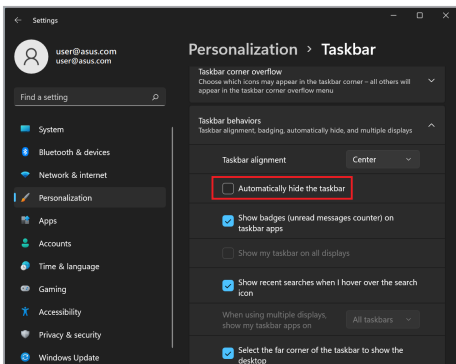 Settings
user@asus.com
user@asus.com
Find a setting
System
Bluetooth & devices
Network & internet
Personalization
Apps
Accounts
Time & language
Gaming
Accessibility
Privacy & security
Windows Update
Personalization > Taskbar
Taskbar corner overflow
Choose which icons may appear in the taskbar corner – all others will
appear in the taskbar corner overflow menu
Taskbar behaviors
Taskbar alignment, badging, automatically hide, and multiple displays
Taskbar alignment
Center
Automatically hide the taskbar
Show badges (unread messages counter) on
taskbar apps
Show my taskbar on all displays
Show recent searches when I hover over the search
icon
When using multiple displays,
show my taskbar apps on
All taskbars
Select the far corner of the taskbar to show the
desktop